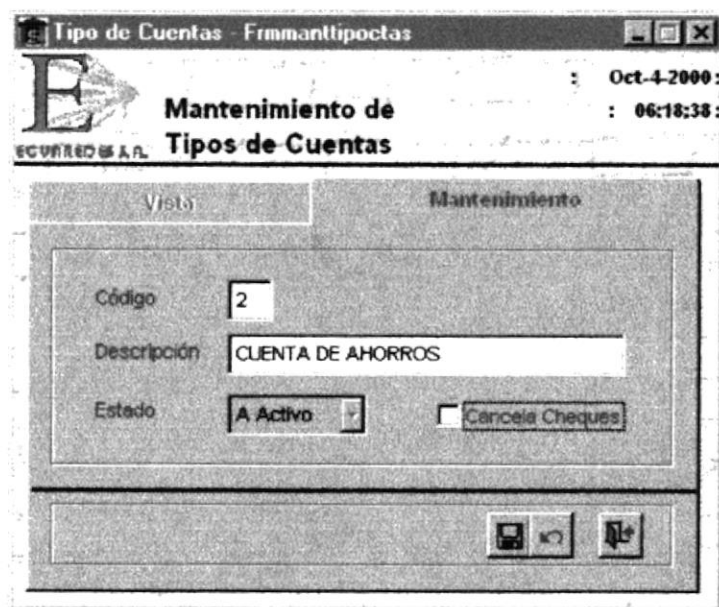 Tipo de Cuentas - Frmmanttipoctas
E
: Oct-4-2000:
Mantenimiento de
: 06:18:38:
ECUAREDES S.A.
Tipos de Cuentas
Vista
Mantenimiento
Código
2
Descripción
CUENTA DE AHORROS
Estado
A Activo
Cancela Cheques